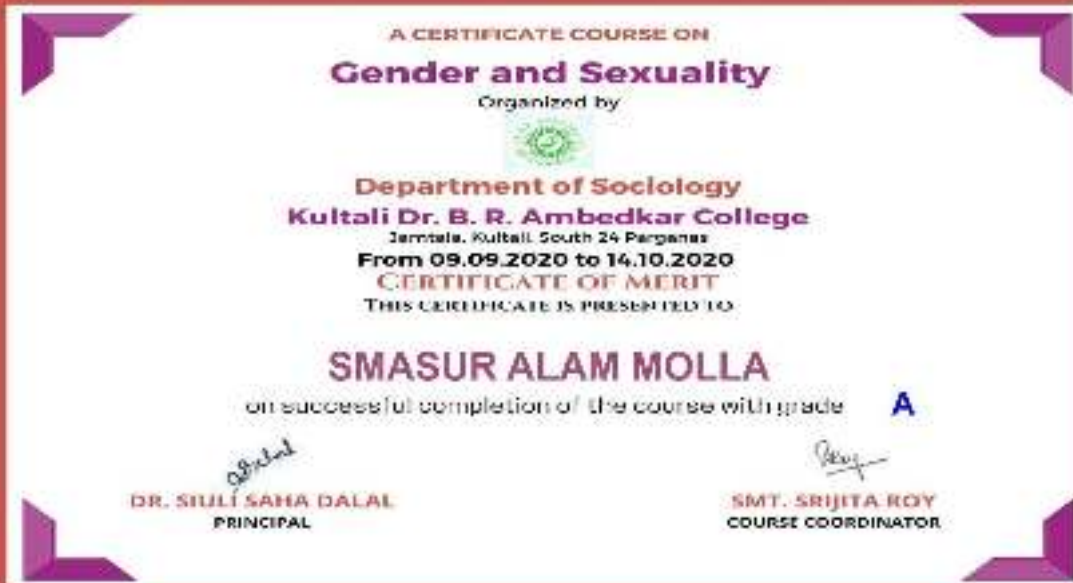 A CERTIFICATE COURSE ON
Gender and Sexuality
Organized by
Department of Sociology
Kultali Dr. B. R. Ambedkar College
Jamtala, Kultali, South 24 Parganas
From 09.09.2020 to 14.10.2020
CERTIFICATE OF MERIT
THIS CERTIFICATE IS PRESENTED TO
SMASUR ALAM MOLLA
on successful completion of the course with grade A
DR. SIULI SAHA DALAL
PRINCIPAL
SMT. SRIJITA ROY
COURSE COORDINATOR